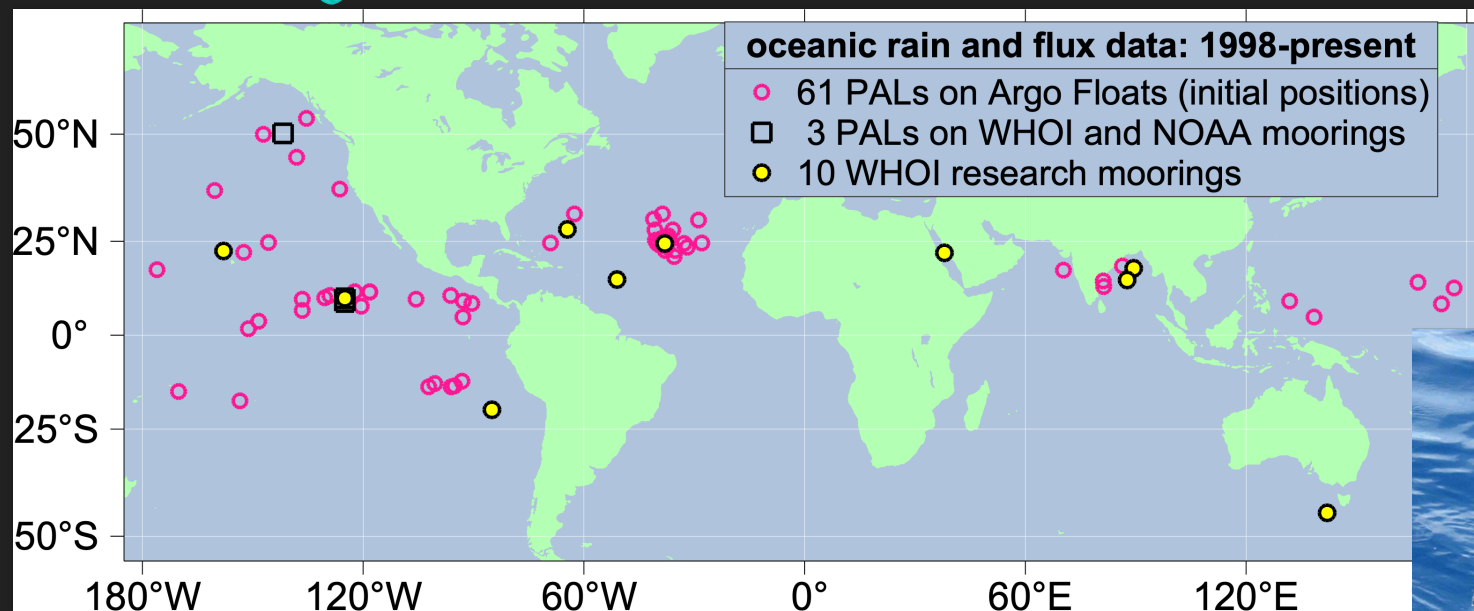 oceanic rain and flux data: 1998-present
61 PALs on Argo Floats (initial positions)
3 PALs on WHOI and NOAA moorings
10 WHOI research moorings
50°N
25°N
0°
25°S
50°S
180°W 120°W 60°W 0° 60°E 120°E